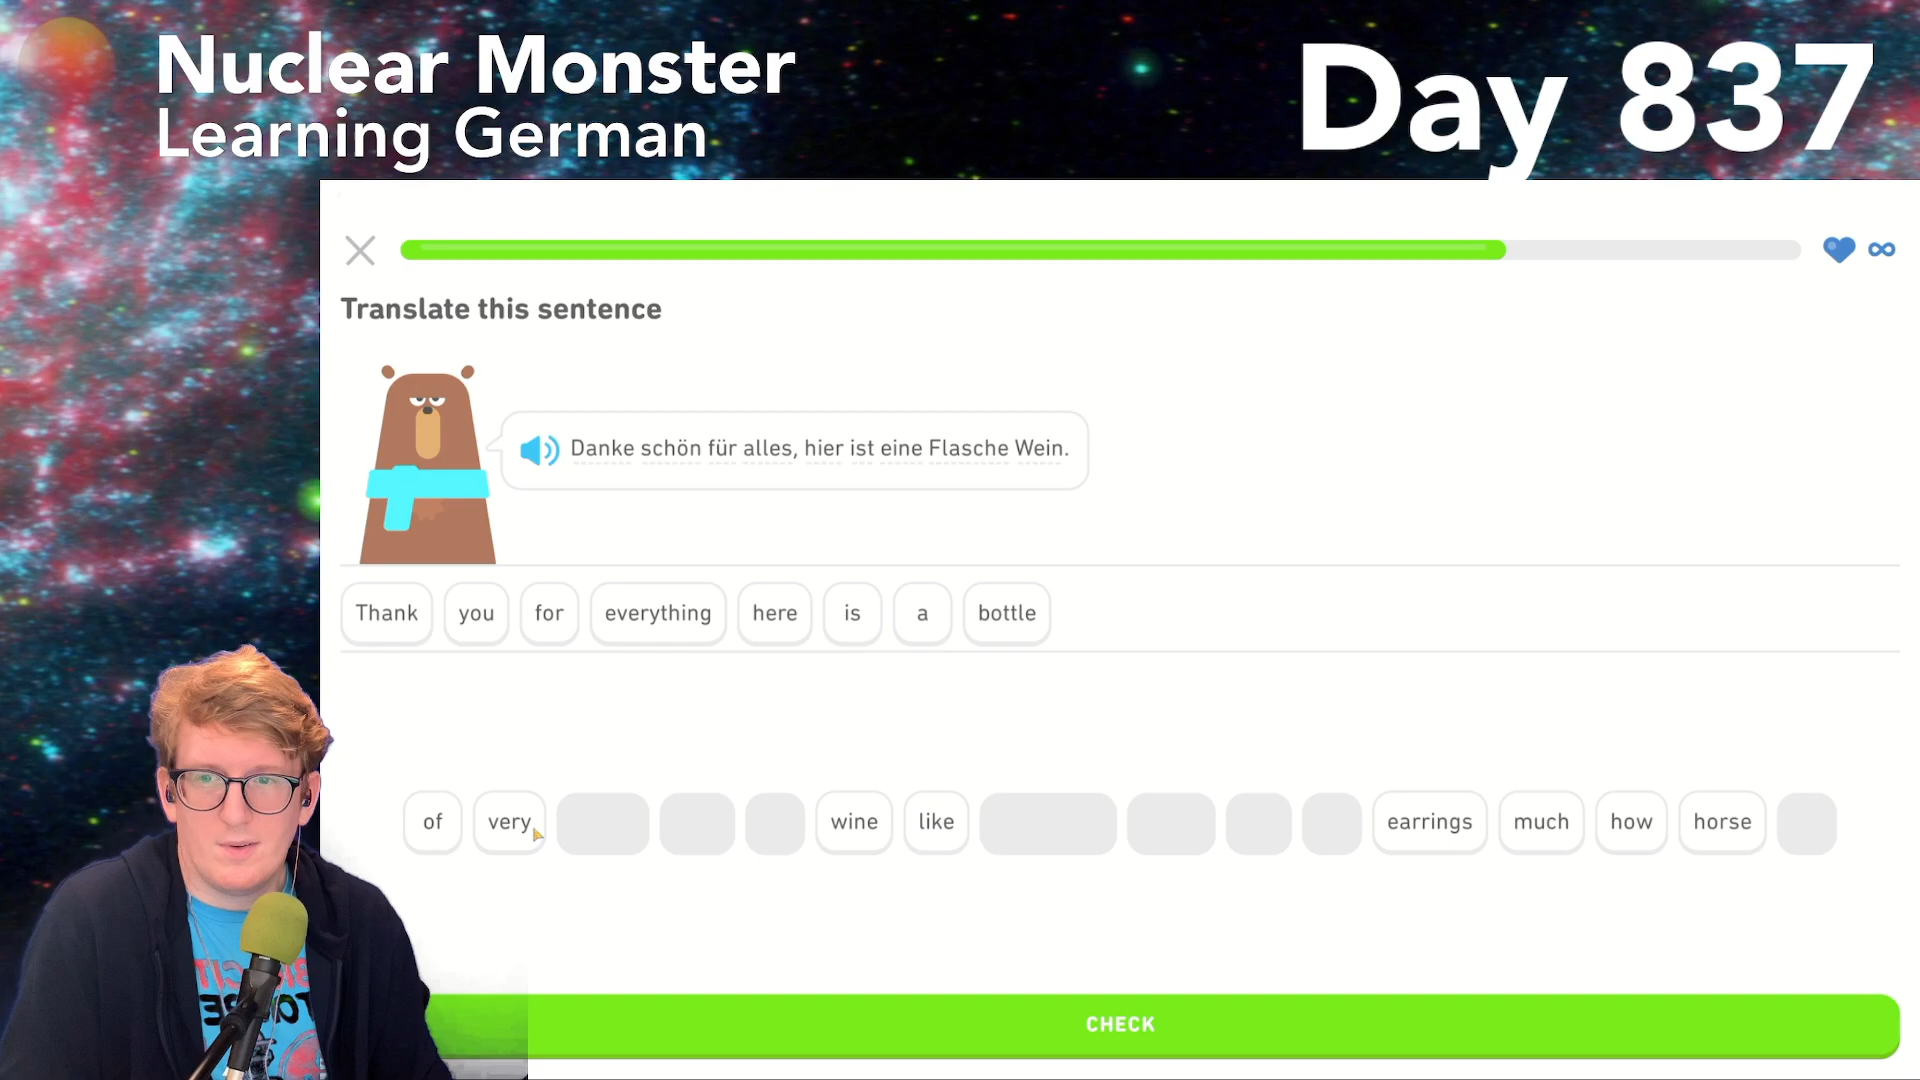 Nuclear Monster
Learning German
Day 837
Translate this sentence
Danke schön für alles, hier ist eine Flasche Wein.
Thank you for everything here is a bottle
of very wine like earrings much how horse
CHECK